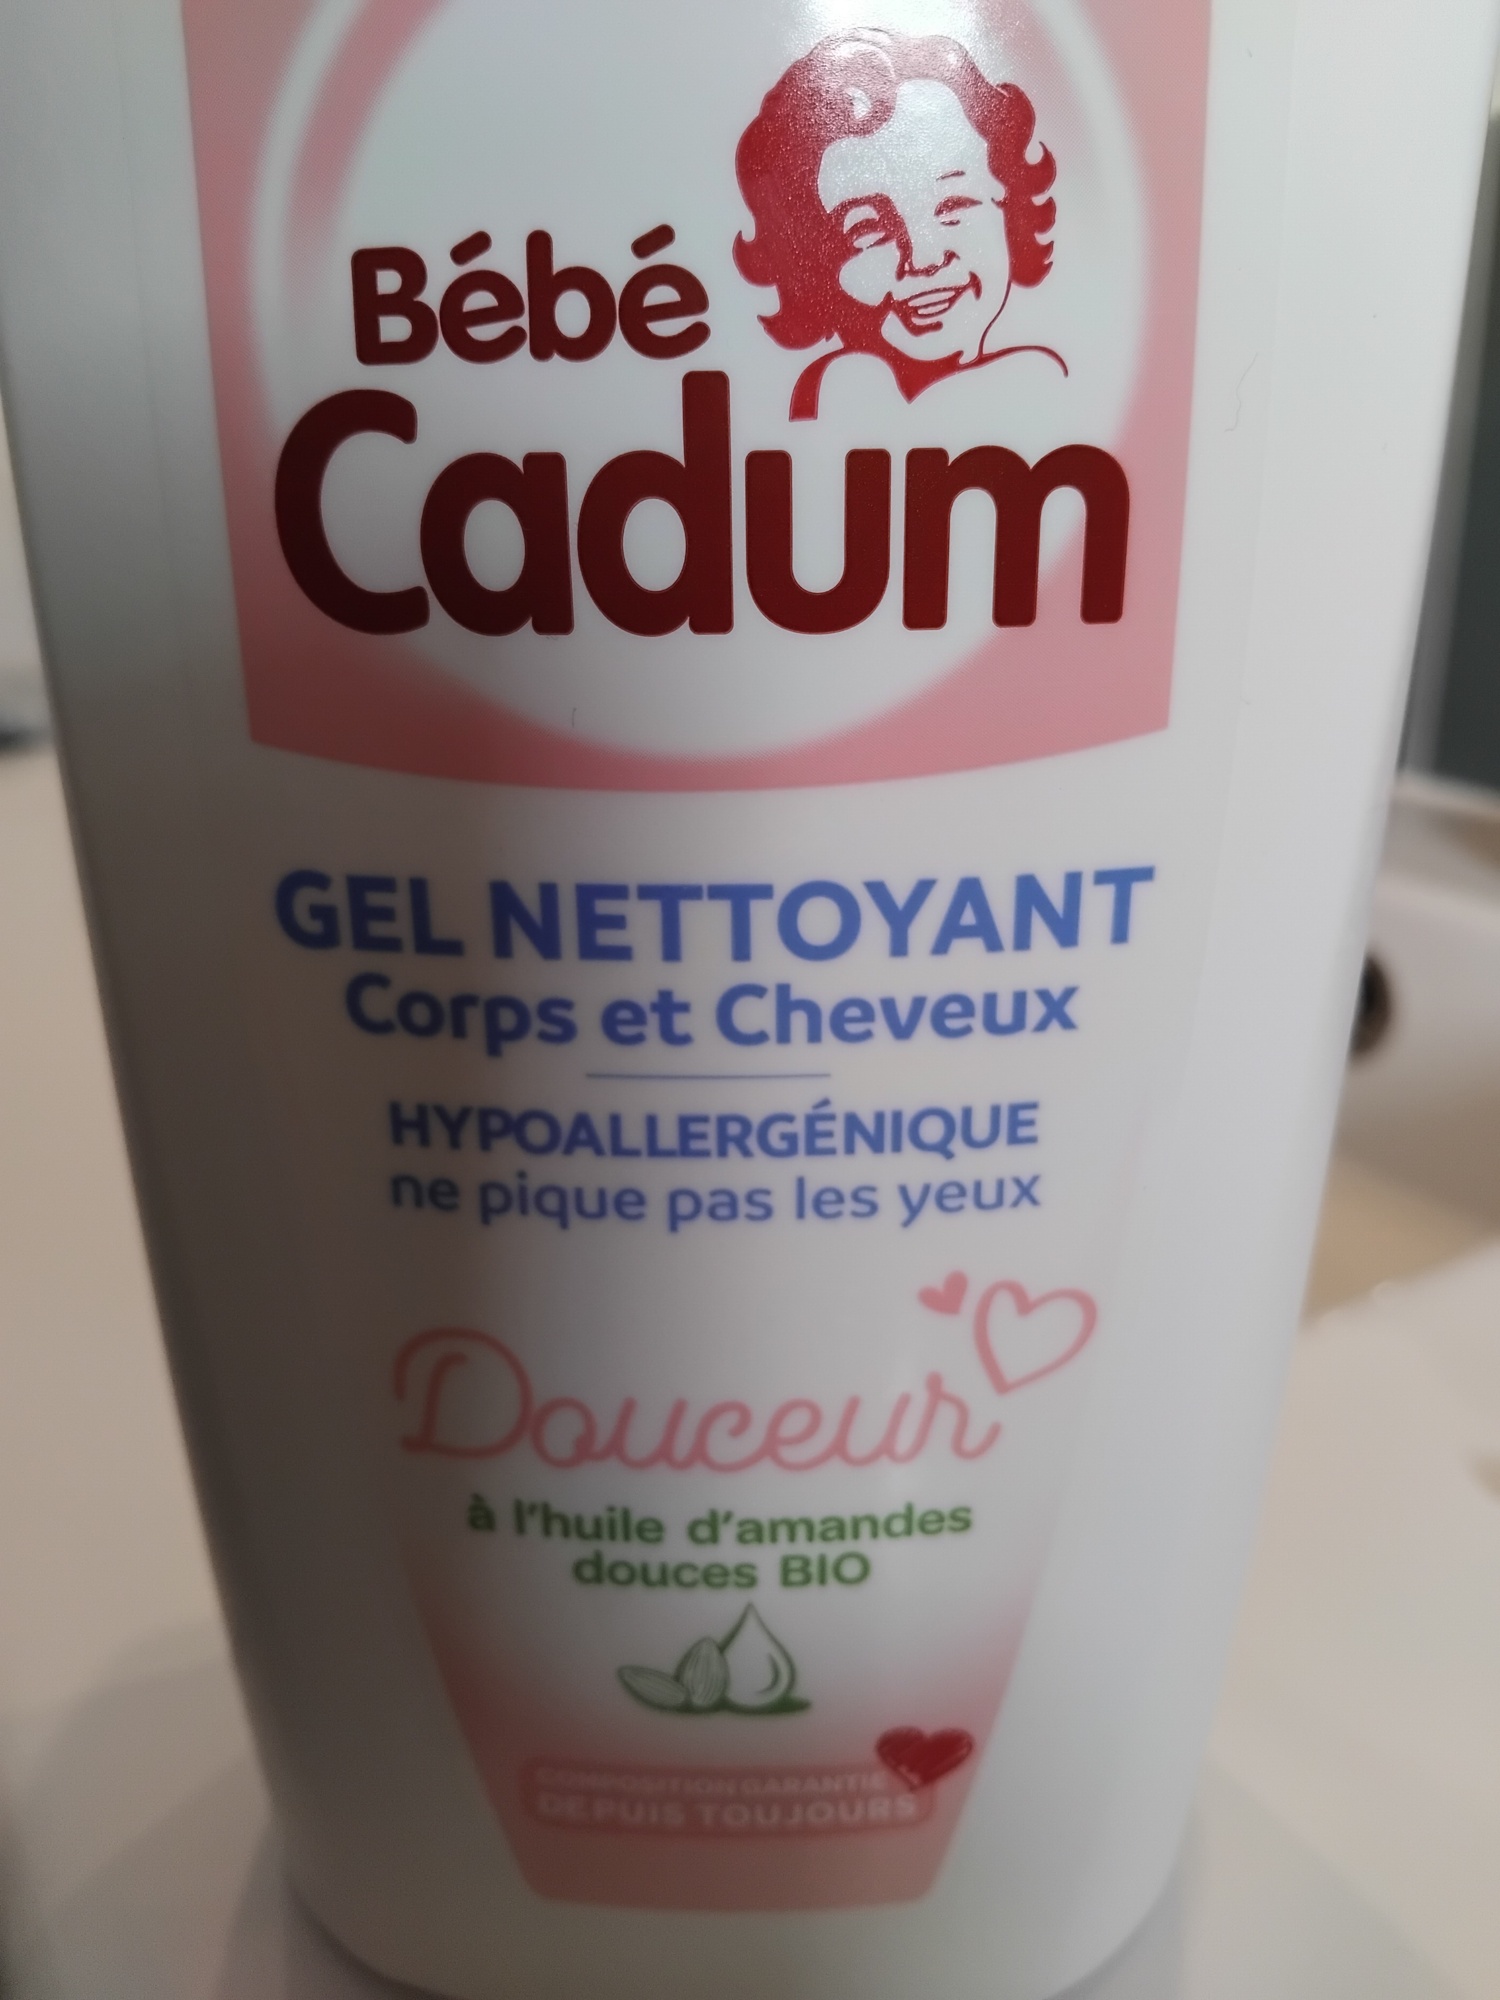 Bébé
Cadum
GEL NETTOYANT
Corps et Cheveux
HYPOALLERGÉNIQUE
ne pique pas les yeux
Douceur
à l'huile d'amandes
douces BIO
COMPOSITION GARANTIE
DEPUIS TOUJOURS